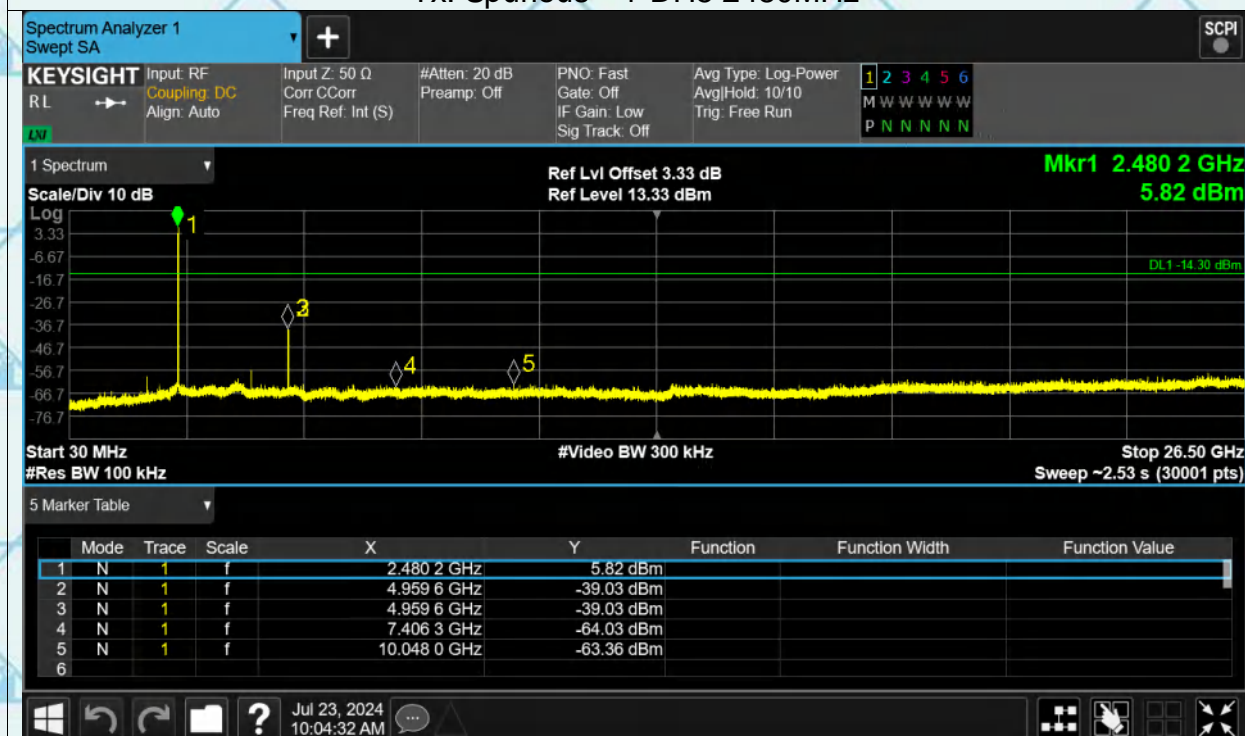 Tx. Spurious 1-DH5 2480MHz
Spectrum Analyzer 1
Swept SA
+
SCPI
KEYSIGHT
RL
LXI
Input: RF
Coupling: DC
Align: Auto
Input Z: 50 Ω
Corr CCorr
Freq Ref: Int (S)
#Atten: 20 dB
Preamp: Off
PNO: Fast
Gate: Off
IF Gain: Low
Sig Track: Off
Avg Type: Log-Power
Avg|Hold: 10/10
Trig: Free Run
1 2 3 4 5 6
M W W W W W
P N N N N N
1 Spectrum
Scale/Div 10 dB
Ref Lvl Offset 3.33 dB
Ref Level 13.33 dBm
Mkr1 2.480 2 GHz
5.82 dBm
Log
3.33
-6.67
-16.7
-26.7
-36.7
-46.7
-56.7
-66.7
-76.7
1
3
4
5
DL1 -14.30 dBm
Start 30 MHz
#Res BW 100 kHz
#Video BW 300 kHz
Stop 26.50 GHz
Sweep ~2.53 s (30001 pts)
5 Marker Table
Mode Trace Scale X Y Function Function Width Function Value
1 N 1 f 2.480 2 GHz 5.82 dBm
2 N 1 f 4.959 6 GHz -39.03 dBm
3 N 1 f 4.959 6 GHz -39.03 dBm
4 N 1 f 7.406 3 GHz -64.03 dBm
5 N 1 f 10.048 0 GHz -63.36 dBm
6
?
Jul 23, 2024
10:04:32 AM